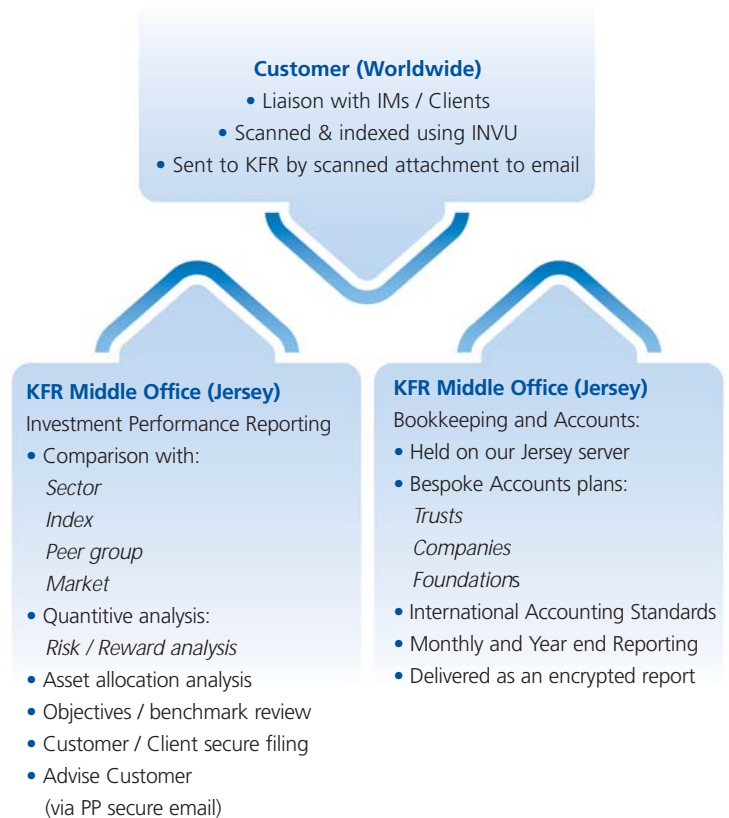 Customer (Worldwide)
• Liaison with IMs / Clients
• Scanned & indexed using INVU
• Sent to KFR by scanned attachment to email
KFR Middle Office (Jersey)
Investment Performance Reporting
• Comparison with:
Sector
Index
Peer group
Market
• Quantitive analysis:
Risk / Reward analysis
• Asset allocation analysis
• Objectives / benchmark review
• Customer / Client secure filing
• Advise Customer
(via PP secure email)
KFR Middle Office (Jersey)
Bookkeeping and Accounts:
• Held on our Jersey server
• Bespoke Accounts plans:
Trusts
Companies
Foundations
• International Accounting Standards
• Monthly and Year end Reporting
• Delivered as an encrypted report